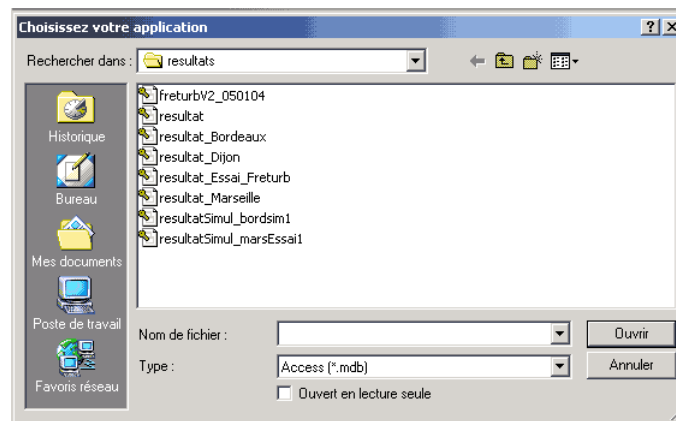 Choisissez votre application
Rechercher dans :
resultats
Historique
Bureau
Mes documents
Poste de travail
Favoris réseau
freturbV2_050104
resultat
resultat_Bordeaux
resultat_Dijon
resultat_Essai_Freturb
resultat_Marseille
resultatSimul_bordsim1
resultatSimul_marsEssai1
Nom de fichier :
Ouvrir
Type :
Access (*.mdb)
Annuler
Ouvert en lecture seule